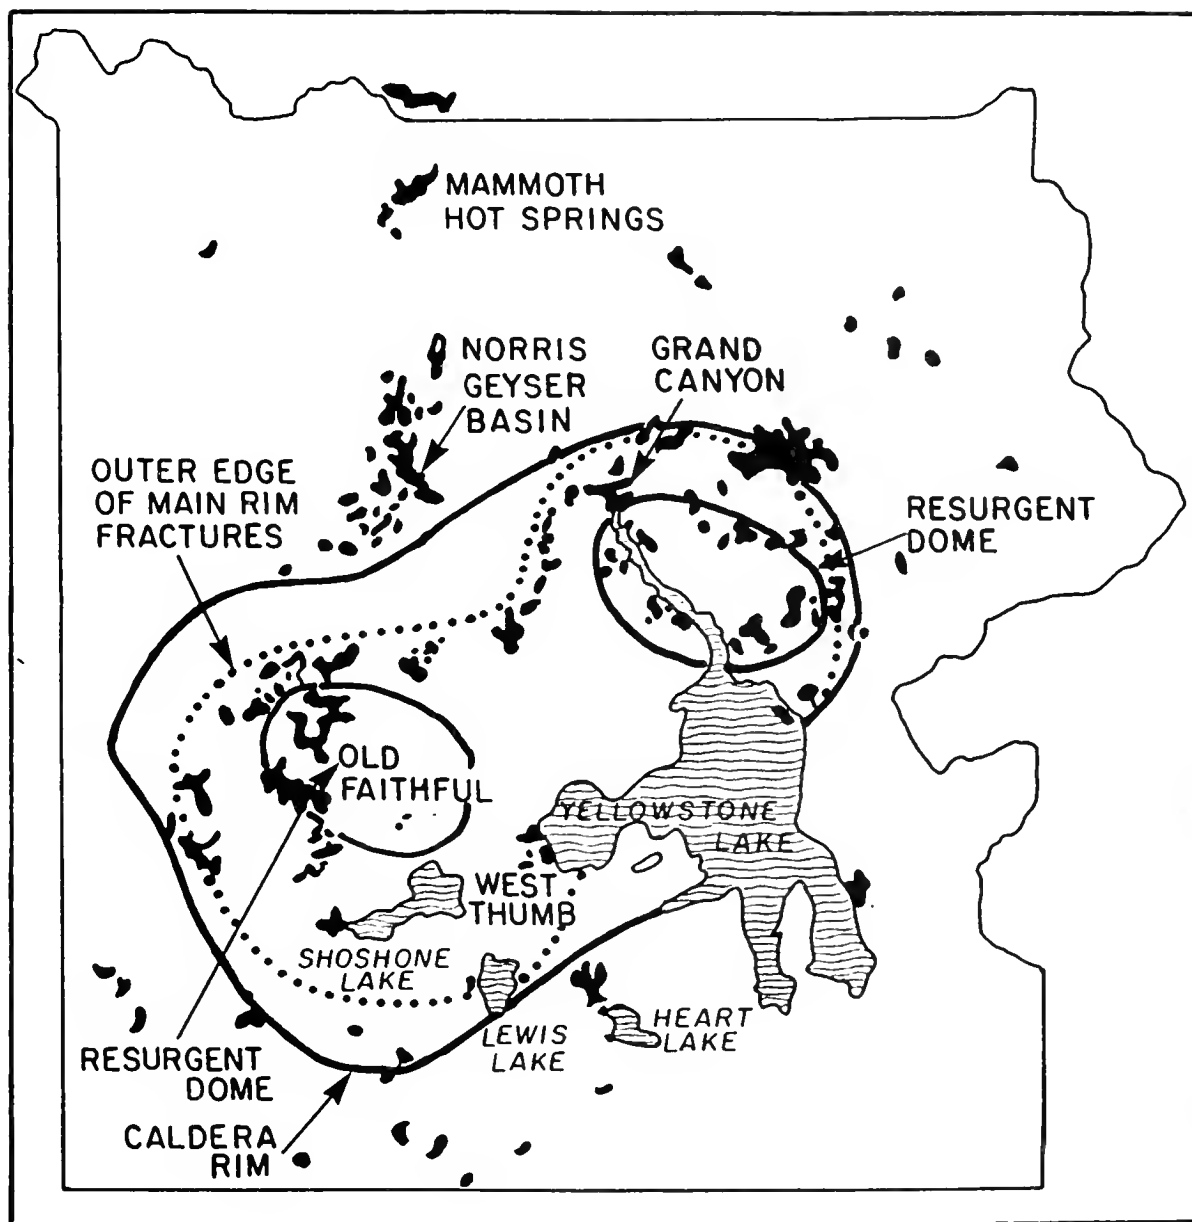 MAMMOTH
HOT SPRINGS
NORRIS
GEYSER
BASIN
GRAND
CANYON
OUTER EDGE
OF MAIN RIM
FRACTURES
RESURGENT
DOME
OLD
FAITHFUL
YELLOWSTONE
LAKE
WEST
THUMB
SHOSHONE
LAKE
LEWIS
LAKE
HEART
LAKE
RESURGENT
DOME
CALDERA
RIM